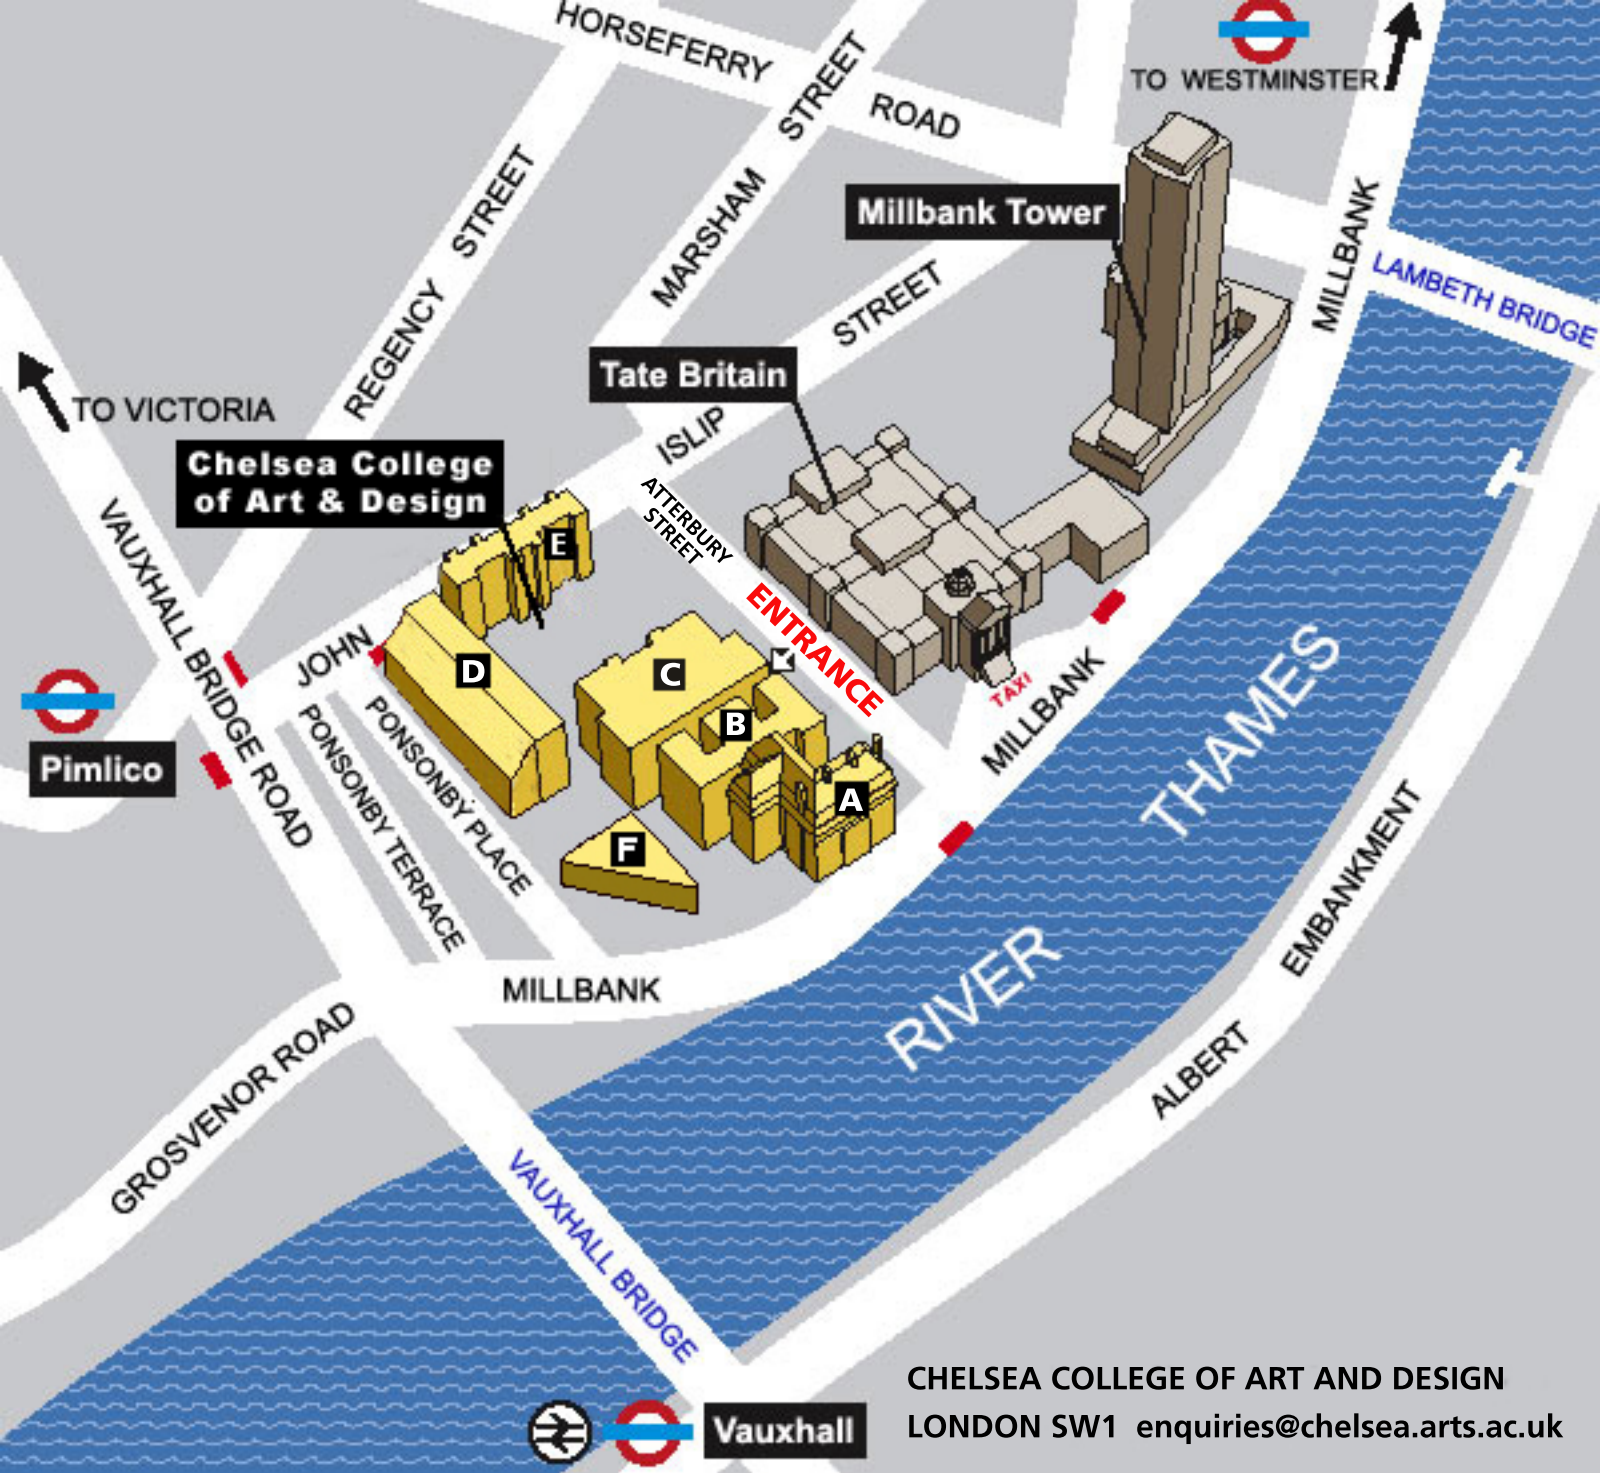 HORSEFERRY ROAD
TO WESTMINSTER
MARSHAM STREET
REGENCY STREET
Millbank Tower
MILLBANK
LAMBETH BRIDGE
Tate Britain
JOHN ISLIP STREET
TO VICTORIA
Chelsea College
of Art & Design
ATTERBURY
STREET
ENTRANCE
E
D
C
B
A
F
VAUXHALL BRIDGE ROAD
Pimlico
PONSONBY PLACE
PONSONBY TERRACE
TAXI
MILLBANK
MILLBANK
RIVER THAMES
ALBERT EMBANKMENT
GROSVENOR ROAD
VAUXHALL BRIDGE
Vauxhall
CHELSEA COLLEGE OF ART AND DESIGN
LONDON SW1 enquiries@chelsea.arts.ac.uk